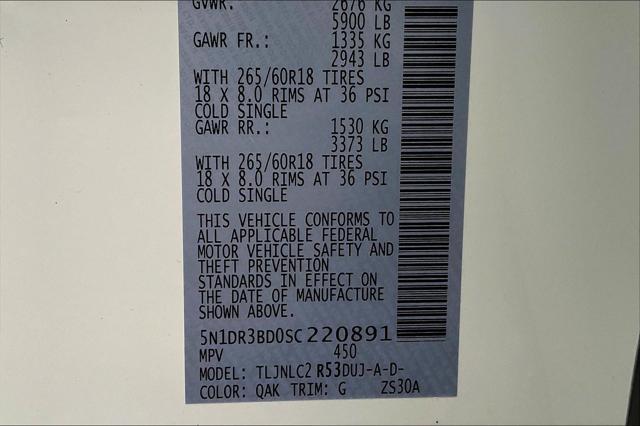 GVWR: 2676 KG
5900 LB
GAWR FR.: 1335 KG
2943 LB
WITH 265/60R18 TIRES
18 X 8.0 RIMS AT 36 PSI
COLD SINGLE
GAWR RR.: 1530 KG
3373 LB
WITH 265/60R18 TIRES
18 X 8.0 RIMS AT 36 PSI
COLD SINGLE
THIS VEHICLE CONFORMS TO
ALL APPLICABLE FEDERAL
MOTOR VEHICLE SAFETY AND
THEFT PREVENTION
STANDARDS IN EFFECT ON
THE DATE OF MANUFACTURE
SHOWN ABOVE.
5N1DR3BD0SC220891
MPV 450
MODEL: TLJNLC2 R53DUJ-A-D-
COLOR: QAK TRIM: G ZS30A